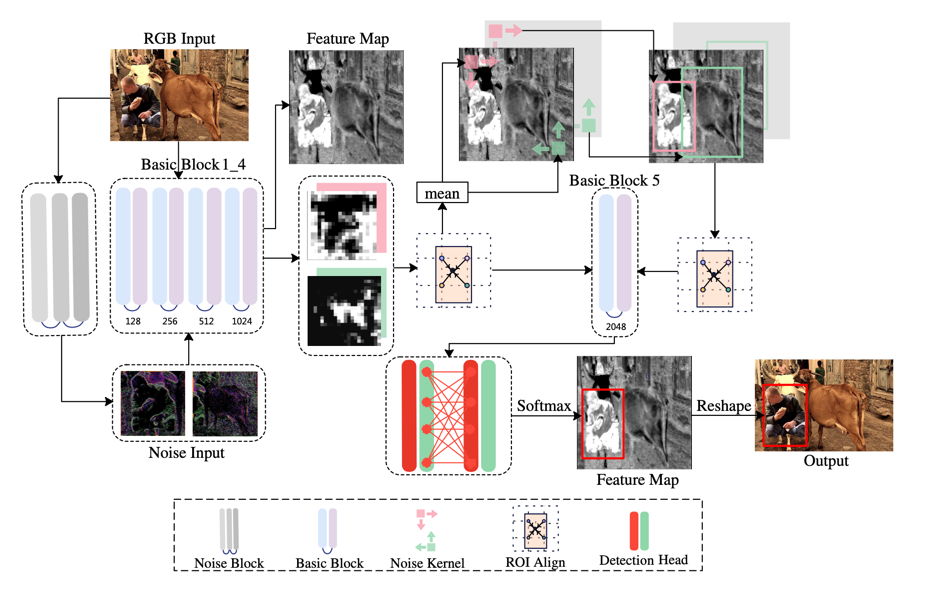 RGB Input
Feature Map
Basic Block 1_4
mean
Basic Block 5
128
256
512
1024
2048
Noise Input
Softmax
Reshape
Feature Map
Output
Noise Block
Basic Block
Noise Kernel
ROI Align
Detection Head